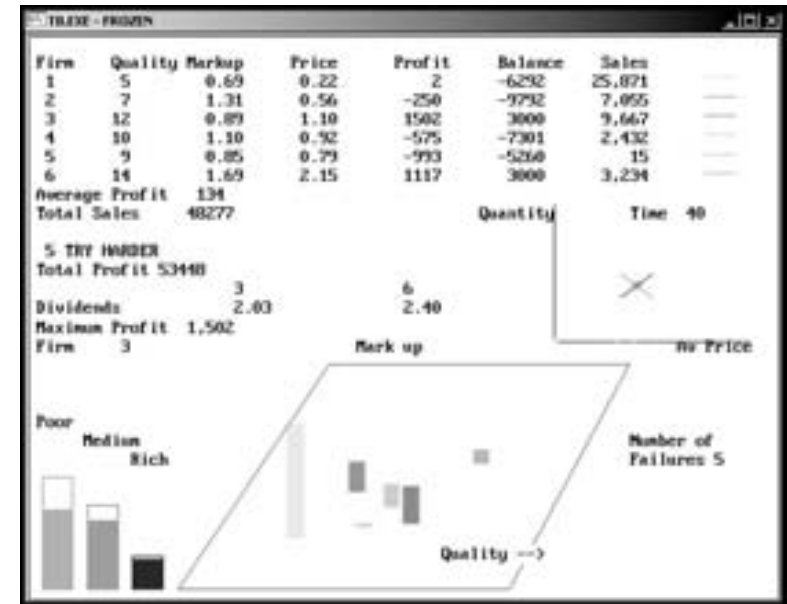 TB.EXE - FROZEN
Firm Quality Markup Price Profit Balance Sales
1 5 0.69 0.22 2 -6292 25,871
2 7 1.31 0.56 -250 -9792 7,055
3 12 0.89 1.10 1502 3000 9,667
4 10 1.10 0.92 -575 -7301 2,432
5 9 0.85 0.79 -993 -5260 15
6 14 1.69 2.15 1117 3000 3,234
Average Profit 134
Total Sales 48277 Quantity Time 40
5 TRY HARDER
Total Profit 53448
3 6
Dividends 2.03 2.40
Maximum Profit 1,502
Firm 3 Mark up Av Price
Poor
Medium
Rich
Number of
Failures 5
Quality -->